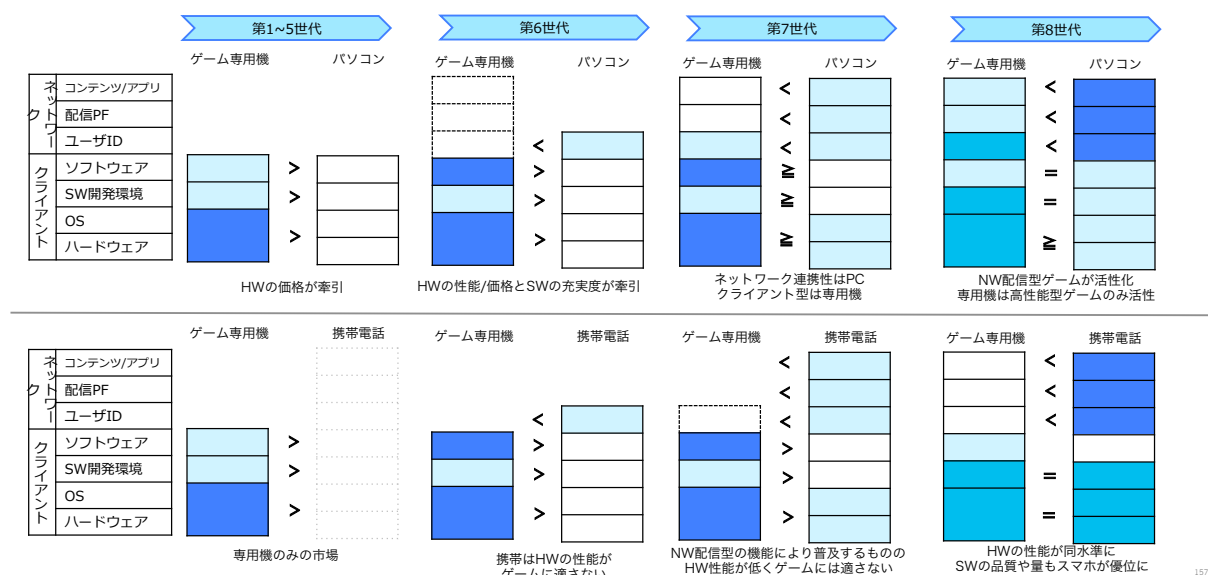 第1~5世代
第6世代
第7世代
第8世代
ゲーム専用機
パソコン
ゲーム専用機
パソコン
ゲーム専用機
パソコン
ゲーム専用機
パソコン
ネットワーク
コンテンツ/アプリ
配信PF
ユーザID
クライアント
ソフトウェア
SW開発環境
OS
ハードウェア
>
>
>
<
>
>
>
<
<
<
≧
≧
≧
<
<
<
=
=
≧
HWの価格が牽引
HWの性能/価格とSWの充実度が牽引
ネットワーク連携性はPC
クライアント型は専用機
NW配信型ゲームが活性化
専用機は高性能型ゲームのみ活性
ゲーム専用機
携帯電話
ゲーム専用機
携帯電話
ゲーム専用機
携帯電話
ゲーム専用機
携帯電話
ネットワーク
コンテンツ/アプリ
配信PF
ユーザID
クライアント
ソフトウェア
SW開発環境
OS
ハードウェア
>
>
>
<
>
>
>
<
<
<
>
>
>
<
<
<
=
=
専用機のみの市場
携帯はHWの性能が
ゲームに適さない
NW配信型の機能により普及するものの
HW性能が低くゲームには適さない
HWの性能が同水準に
SWの品質や量もスマホが優位に
157